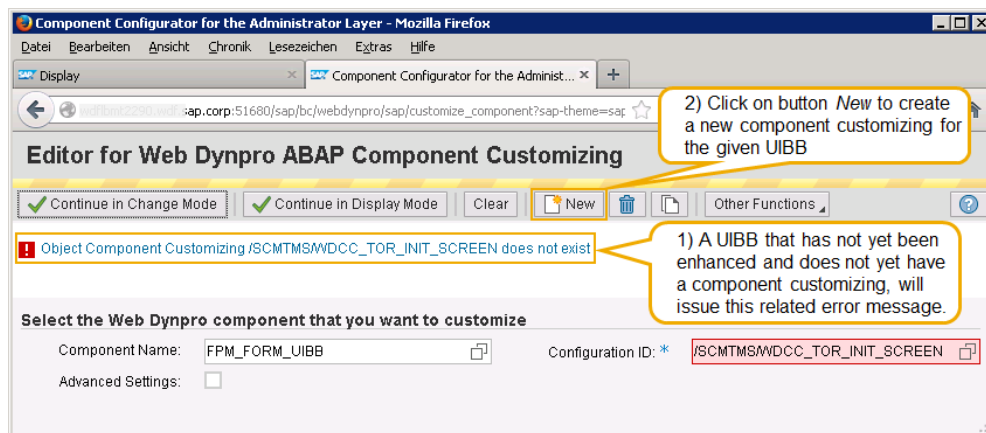 Component Configurator for the Administrator Layer - Mozilla Firefox
Datei Bearbeiten Ansicht Chronik Lesezeichen Extras Hilfe
Display
Component Configurator for the Administ...
sap.corp:51680/sap/bc/webdynpro/sap/customize_component?sap-theme=sap
2) Click on button New to create
a new component customizing for
the given UIBB
Editor for Web Dynpro ABAP Component Customizing
Continue in Change Mode Continue in Display Mode Clear New Other Functions
Object Component Customizing /SCMTMS/WDCC_TOR_INIT_SCREEN does not exist
1) A UIBB that has not yet been
enhanced and does not yet have
a component customizing, will
issue this related error message.
Select the Web Dynpro component that you want to customize
Component Name: FPM_FORM_UIBB Configuration ID: * /SCMTMS/WDCC_TOR_INIT_SCREEN
Advanced Settings: